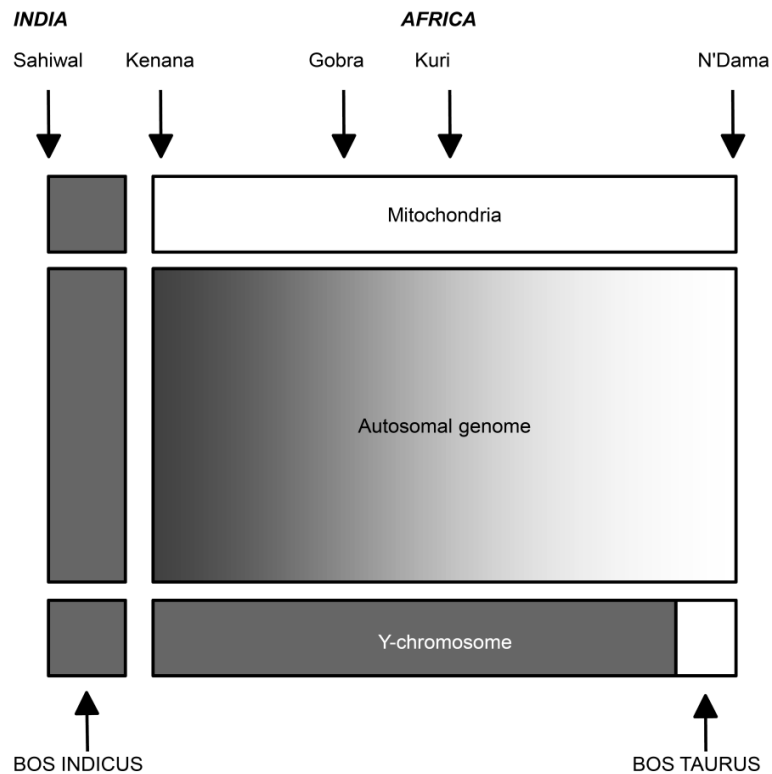 INDIA AFRICA
Sahiwal Kenana Gobra Kuri N'Dama
Mitochondria
Autosomal genome
Y-chromosome
BOS INDICUS BOS TAURUS